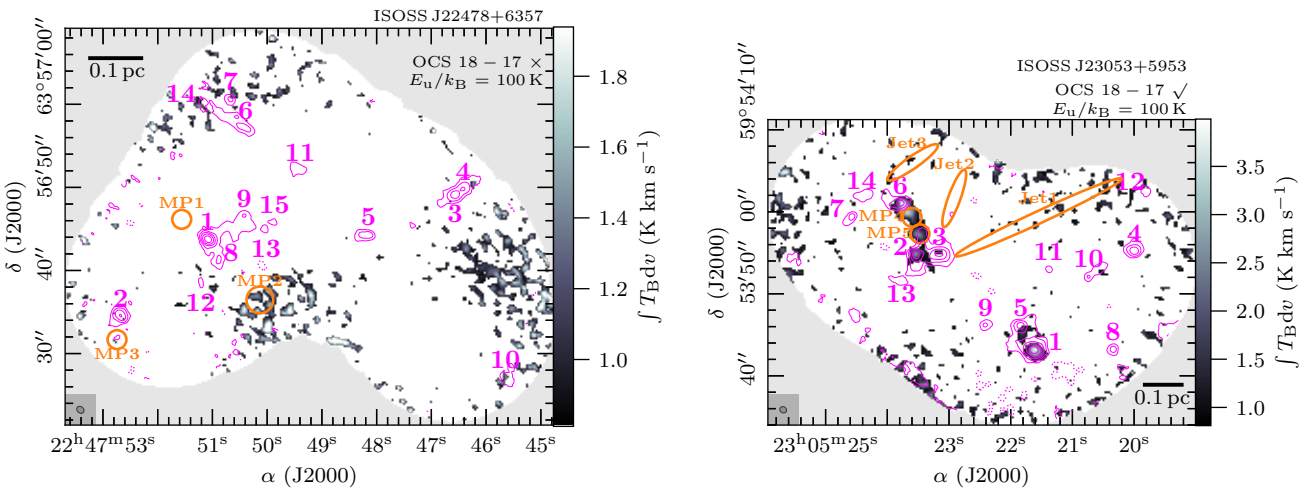 ISOSS J22478+6357
OCS 18 − 17 ×
E_u/k_B = 100 K
0.1 pc
63°57′00″
50″
56′50″
40″
30″
δ (J2000)
22ʰ47ᵐ53ˢ
51ˢ
50ˢ
49ˢ
48ˢ
46ˢ
45ˢ
α (J2000)
14
7
6
11
4
3
9
15
5
MP1
1
8
13
MP2
12
2
MP3
10
1.8
1.6
1.4
1.2
1.0
∫ T_B dv (K km s⁻¹)
ISOSS J23053+5953
OCS 18 − 17 ✓
E_u/k_B = 100 K
59°54′10″
00″
53′50″
40″
δ (J2000)
23ʰ05ᵐ25ˢ
23ˢ
22ˢ
21ˢ
20ˢ
α (J2000)
Jet3
Jet2
Jet1
14
6
12
7
2
3
4
11
10
13
9
5
1
8
0.1 pc
3.5
3.0
2.5
2.0
1.5
1.0
∫ T_B dv (K km s⁻¹)